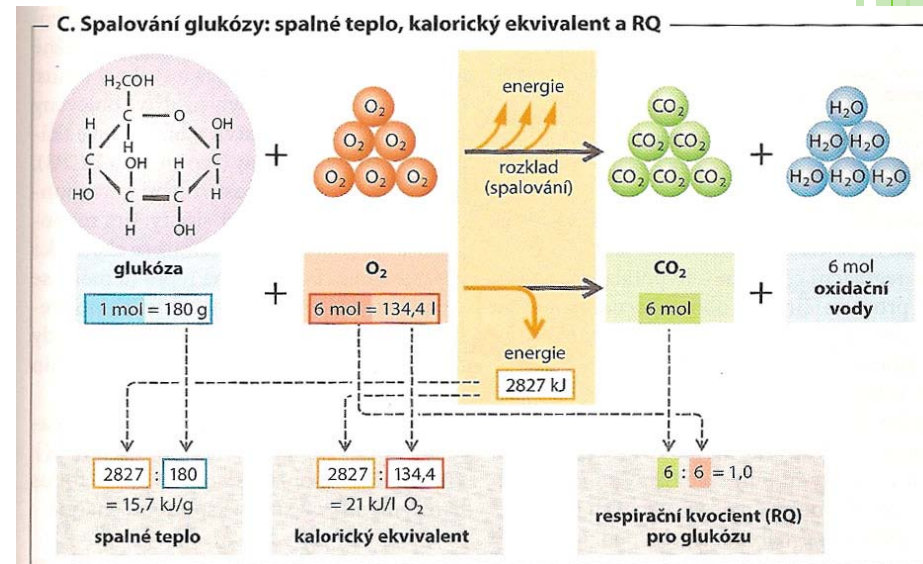 C. Spalování glukózy: spalné teplo, kalorický ekvivalent a RQ
H₂COH
C
O
H
OH
H
C
OH
H
C
HO
C
C
H
H
OH
+
O₂
O₂ O₂
O₂ O₂ O₂
energie
rozklad
(spalování)
CO₂
CO₂ CO₂
CO₂ CO₂ CO₂
+
H₂O
H₂O H₂O
H₂O H₂O H₂O
glukóza
1 mol = 180 g
+
O₂
6 mol = 134,4 l
energie
2827 kJ
CO₂
6 mol
+
6 mol
oxidační
vody
2827 : 180
= 15,7 kJ/g
spalné teplo
2827 : 134,4
= 21 kJ/l O₂
kalorický ekvivalent
6 : 6 = 1,0
respirační kvocient (RQ)
pro glukózu